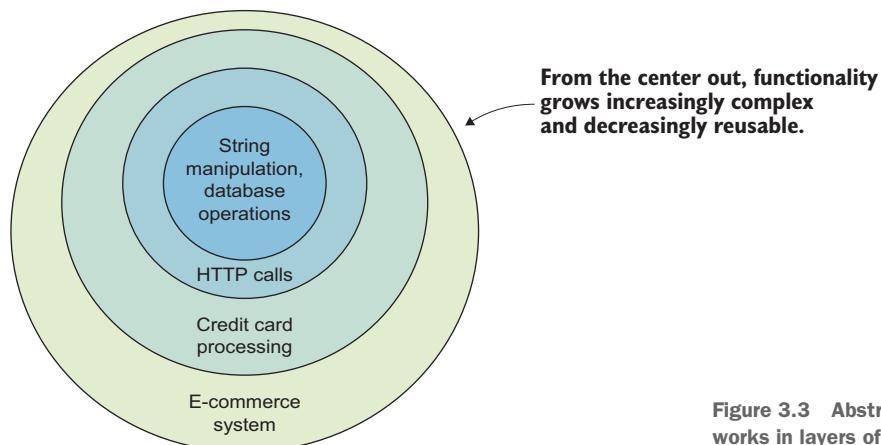 From the center out, functionality
grows increasingly complex
and decreasingly reusable.
String
manipulation,
database
operations
HTTP calls
Credit card
processing
E-commerce
system
Figure 3.3 Abstr
works in layers of